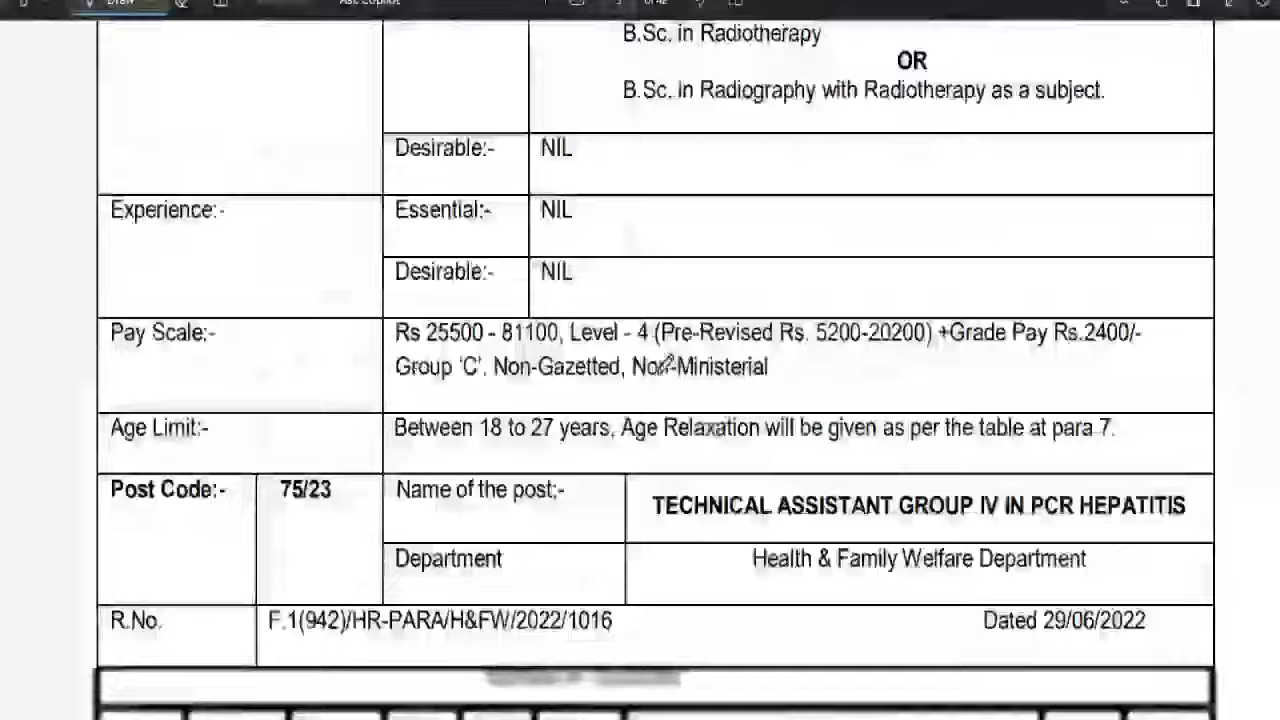 Draw
Ask Copilot
B.Sc. in Radiotherapy
OR
B.Sc. in Radiography with Radiotherapy as a subject.
Desirable:- NIL
Experience:- Essential:- NIL
Desirable:- NIL
Pay Scale:- Rs 25500 - 81100, Level - 4 (Pre-Revised Rs. 5200-20200) +Grade Pay Rs.2400/-
Group 'C', Non-Gazetted, Non-Ministerial
Age Limit:- Between 18 to 27 years, Age Relaxation will be given as per the table at para 7.
Post Code:- 75/23 Name of the post:- TECHNICAL ASSISTANT GROUP IV IN PCR HEPATITIS
Department Health & Family Welfare Department
R.No. F.1(942)/HR-PARA/H&FW/2022/1016 Dated 29/06/2022